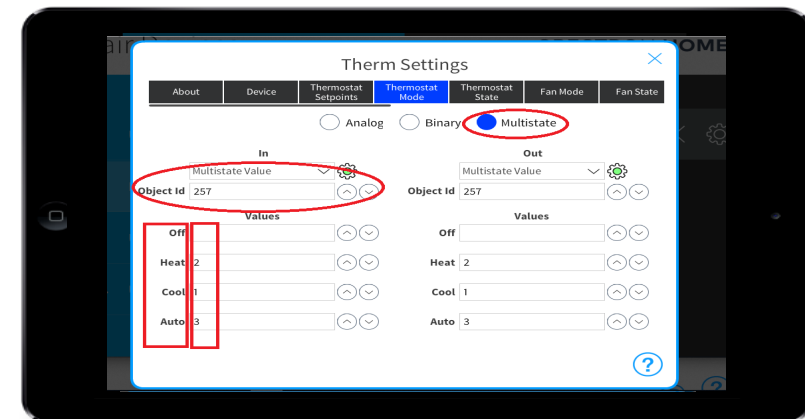 OME
Therm Settings
About Device Thermostat Setpoints Thermostat Mode Thermostat State Fan Mode Fan State
Analog Binary Multistate
In Out
Multistate Value Multistate Value
Object Id 257 Object Id 257
Values Values
Off Off
Heat 2 Heat 2
Cool 1 Cool 1
Auto 3 Auto 3
?
?